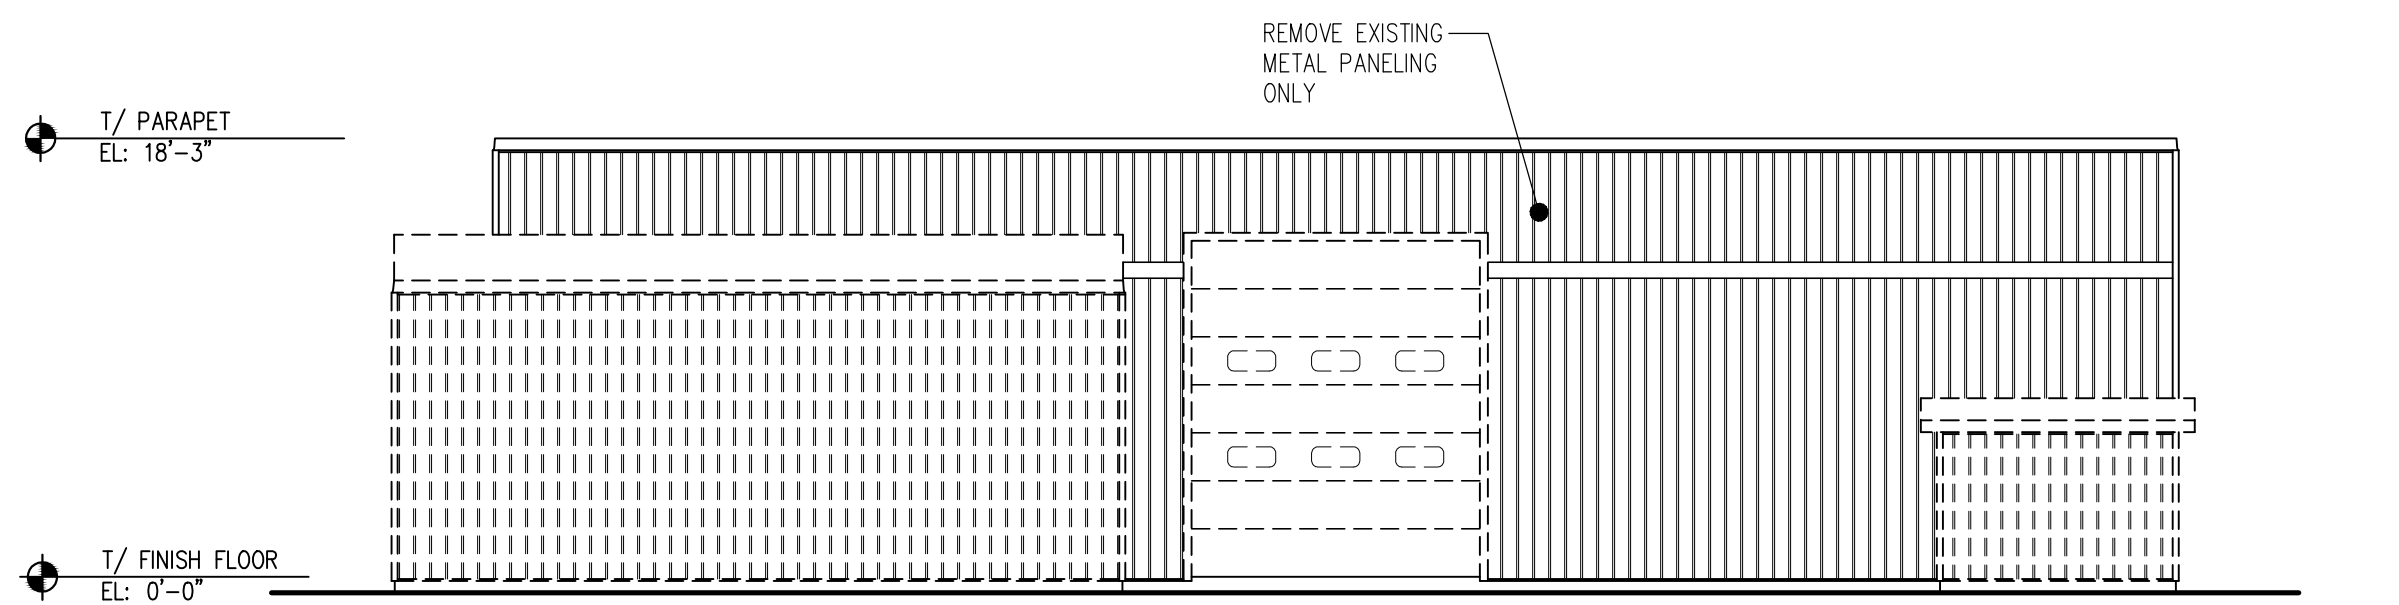 REMOVE EXISTING
METAL PANELING
ONLY
T/ PARAPET
EL: 18'-3"
T/ FINISH FLOOR
EL: 0'-0"